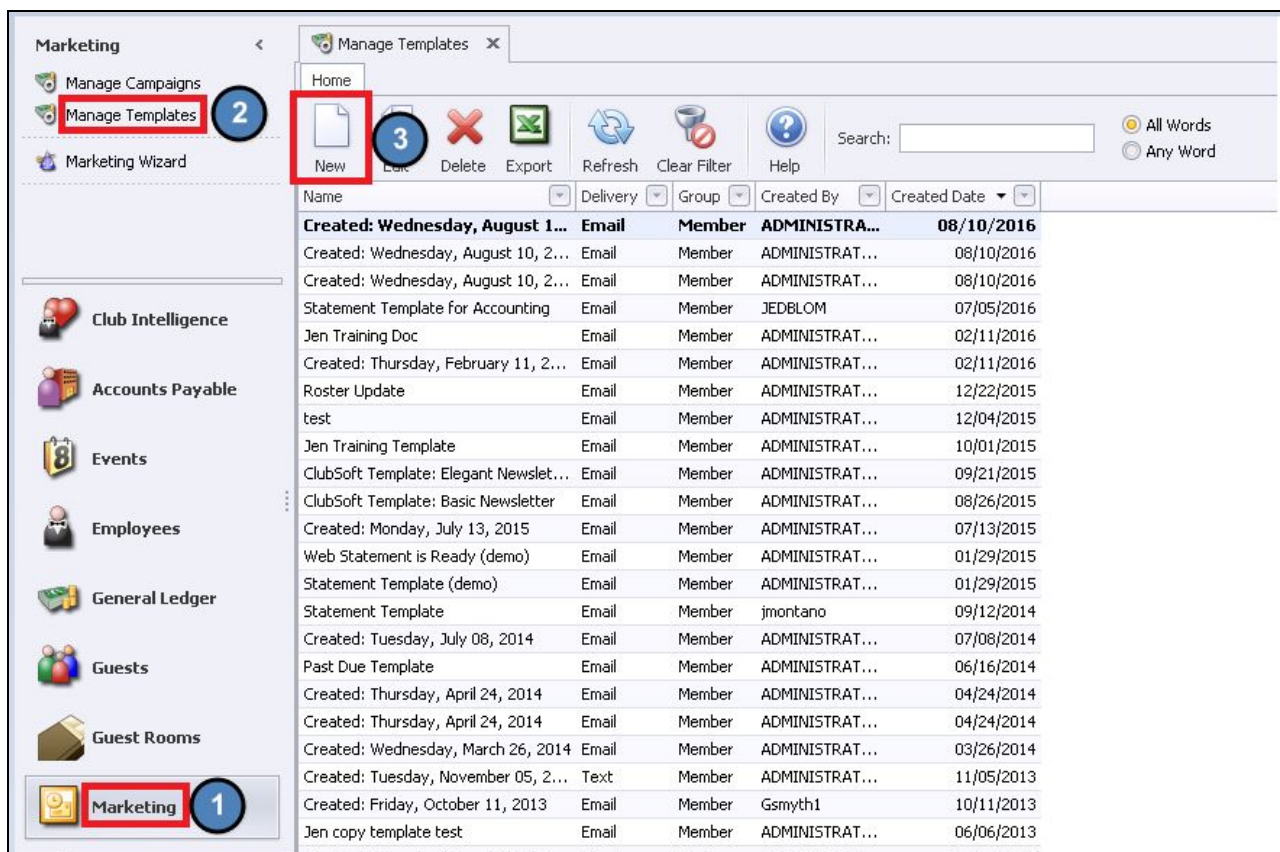 Marketing <
Manage Campaigns
Manage Templates
2
Marketing Wizard
Club Intelligence
Accounts Payable
8
Events
Employees
General Ledger
Guests
Guest Rooms
Marketing
1
Manage Templates X
Home
New
3
Edit
Delete
Export
Refresh
Clear Filter
Help
Search:
All Words
Any Word
Name Delivery Group Created By Created Date
Created: Wednesday, August 1... Email Member ADMINISTRA... 08/10/2016
Created: Wednesday, August 10, 2... Email Member ADMINISTRAT... 08/10/2016
Created: Wednesday, August 10, 2... Email Member ADMINISTRAT... 08/10/2016
Statement Template for Accounting Email Member JEDBLOM 07/05/2016
Jen Training Doc Email Member ADMINISTRAT... 02/11/2016
Created: Thursday, February 11, 2... Email Member ADMINISTRAT... 02/11/2016
Roster Update Email Member ADMINISTRAT... 12/22/2015
test Email Member ADMINISTRAT... 12/04/2015
Jen Training Template Email Member ADMINISTRAT... 10/01/2015
ClubSoft Template: Elegant Newslet... Email Member ADMINISTRAT... 09/21/2015
ClubSoft Template: Basic Newsletter Email Member ADMINISTRAT... 08/26/2015
Created: Monday, July 13, 2015 Email Member ADMINISTRAT... 07/13/2015
Web Statement is Ready (demo) Email Member ADMINISTRAT... 01/29/2015
Statement Template (demo) Email Member ADMINISTRAT... 01/29/2015
Statement Template Email Member jmontano 09/12/2014
Created: Tuesday, July 08, 2014 Email Member ADMINISTRAT... 07/08/2014
Past Due Template Email Member ADMINISTRAT... 06/16/2014
Created: Thursday, April 24, 2014 Email Member ADMINISTRAT... 04/24/2014
Created: Thursday, April 24, 2014 Email Member ADMINISTRAT... 04/24/2014
Created: Wednesday, March 26, 2014 Email Member ADMINISTRAT... 03/26/2014
Created: Tuesday, November 05, 2... Text Member ADMINISTRAT... 11/05/2013
Created: Friday, October 11, 2013 Email Member Gsmyth1 10/11/2013
Jen copy template test Email Member ADMINISTRAT... 06/06/2013